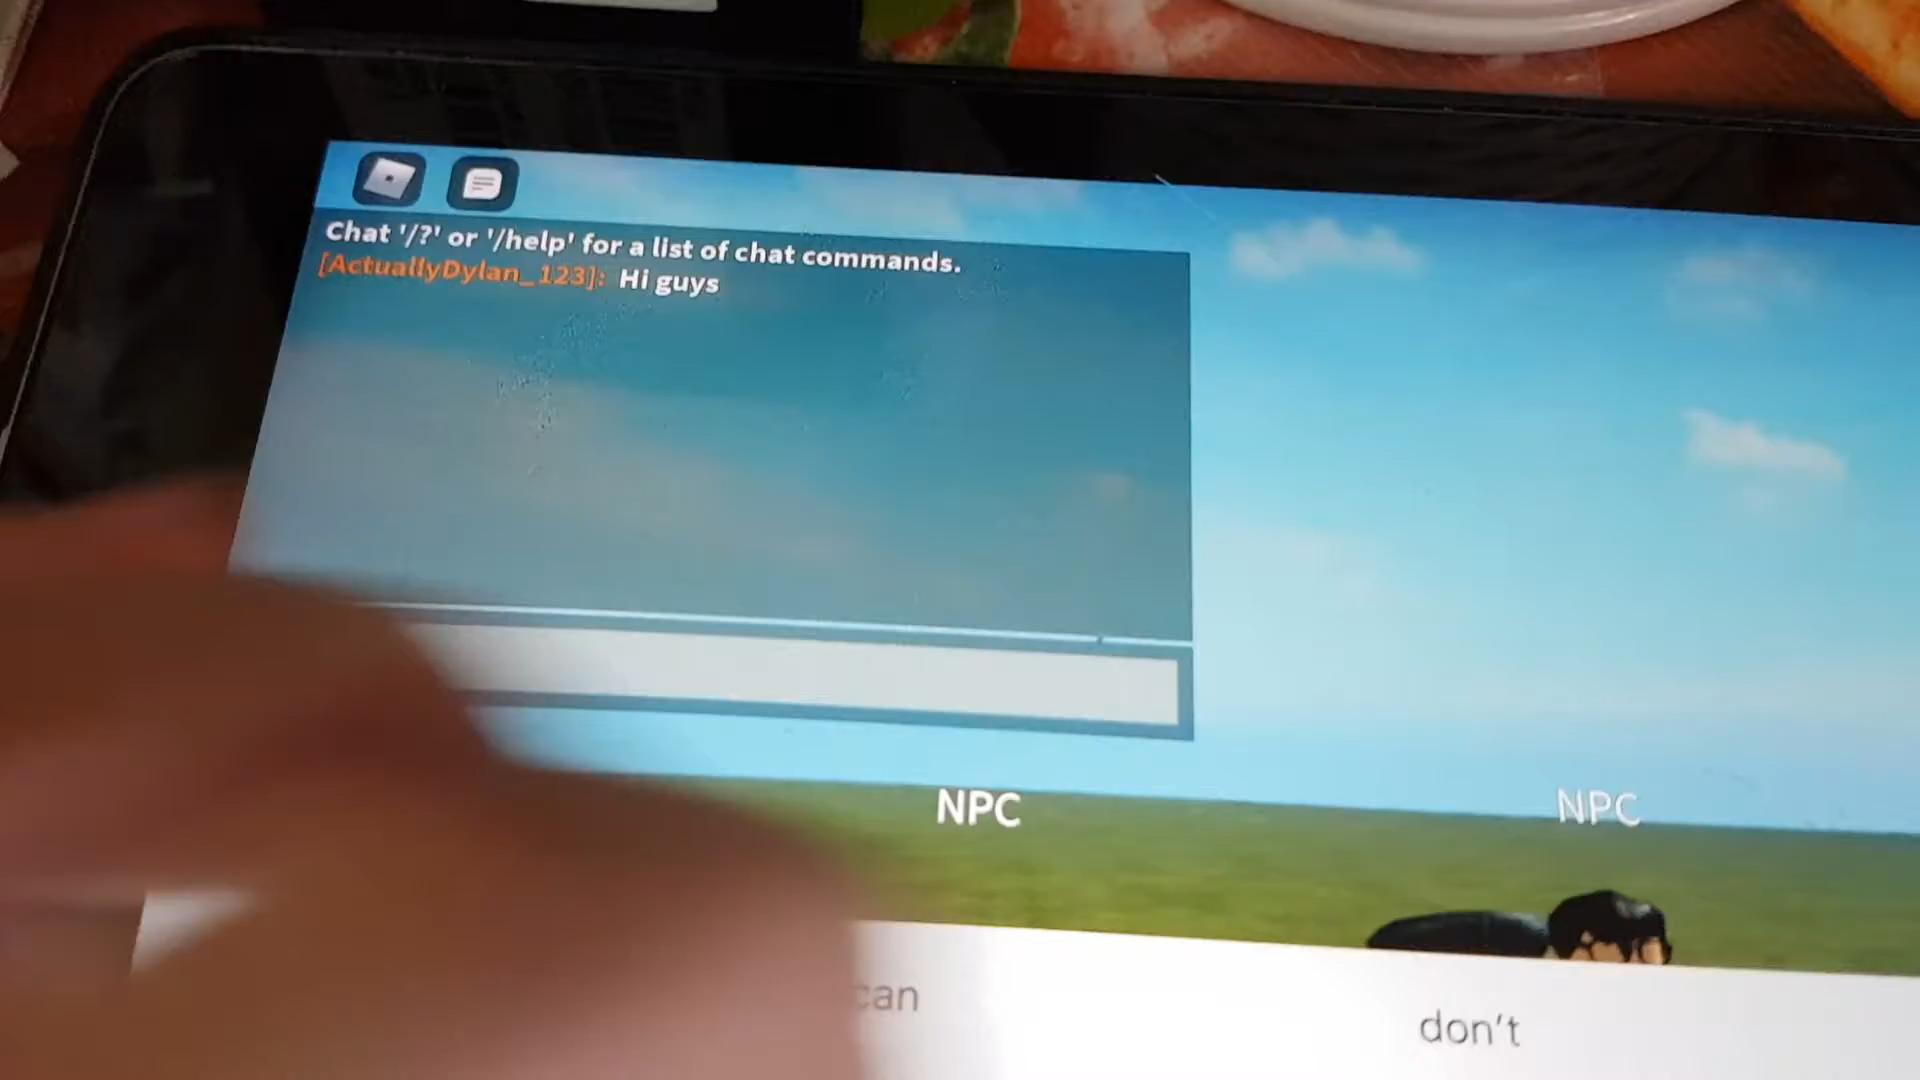 Chat '/?' or '/help' for a list of chat commands.
[ActuallyDylan_123]: Hi guys
NPC
NPC
can
don't